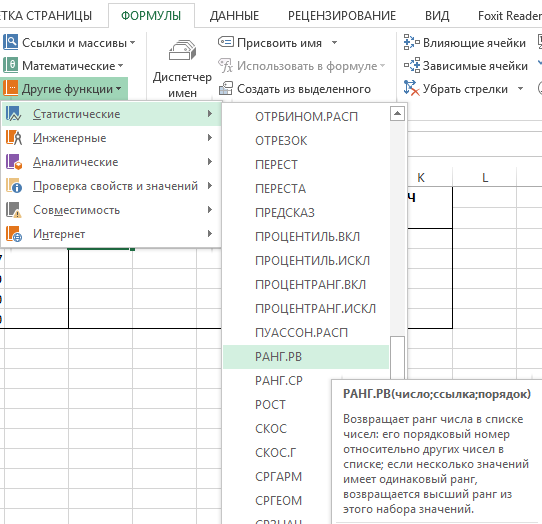 ЕТКА СТРАНИЦЫ ФОРМУЛЫ ДАННЫЕ РЕЦЕНЗИРОВАНИЕ ВИД Foxit Reader
Ссылки и массивы
Математические
Другие функции
Диспетчер
имен
Присвоить имя
Использовать в формуле
Создать из выделенного
Влияющие ячейки
Зависимые ячейки
Убрать стрелки
Статистические
Инженерные
Аналитические
Проверка свойств и значений
Совместимость
Интернет
ОТРБИНОМ.РАСП
ОТРЕЗОК
ПЕРЕСТ
ПЕРЕСТА
ПРЕДСКАЗ
ПРОЦЕНТИЛЬ.ВКЛ
ПРОЦЕНТИЛЬ.ИСКЛ
ПРОЦЕНТРАНГ.ВКЛ
ПРОЦЕНТРАНГ.ИСКЛ
ПУАССОН.РАСП
РАНГ.РВ
РАНГ.СР
РОСТ
СКОС
СКОС.Г
СРГАРМ
СРГЕОМ
K L
Ч
РАНГ.РВ(число;ссылка;порядок)
Возвращает ранг числа в списке
чисел: его порядковый номер
относительно других чисел в
списке; если несколько значений
имеет одинаковый ранг,
возвращается высший ранг из
этого набора значений.